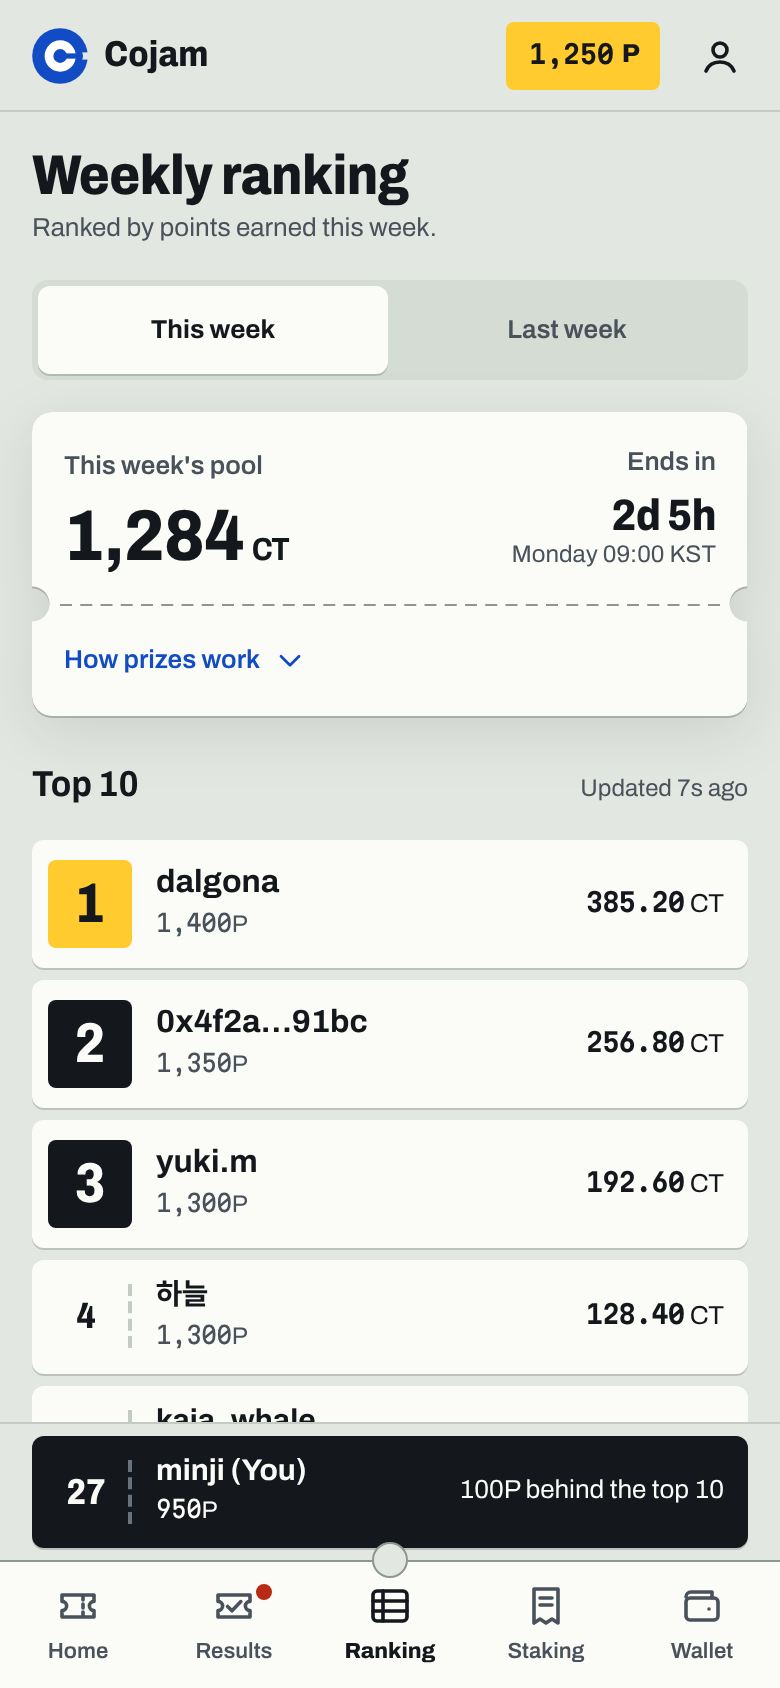 Cojam
1,250 P
Weekly ranking
Ranked by points earned this week.
This week
Last week
This week's pool
Ends in
1,284 CT
2d 5h
Monday 09:00 KST
How prizes work
Top 10
Updated 7s ago
1
dalgona
1,400P
385.20 CT
2
0x4f2a...91bc
1,350P
256.80 CT
3
yuki.m
1,300P
192.60 CT
4
하늘
1,300P
128.40 CT
kaia_whale
27
minji (You)
950P
100P behind the top 10
Home
Results
Ranking
Staking
Wallet